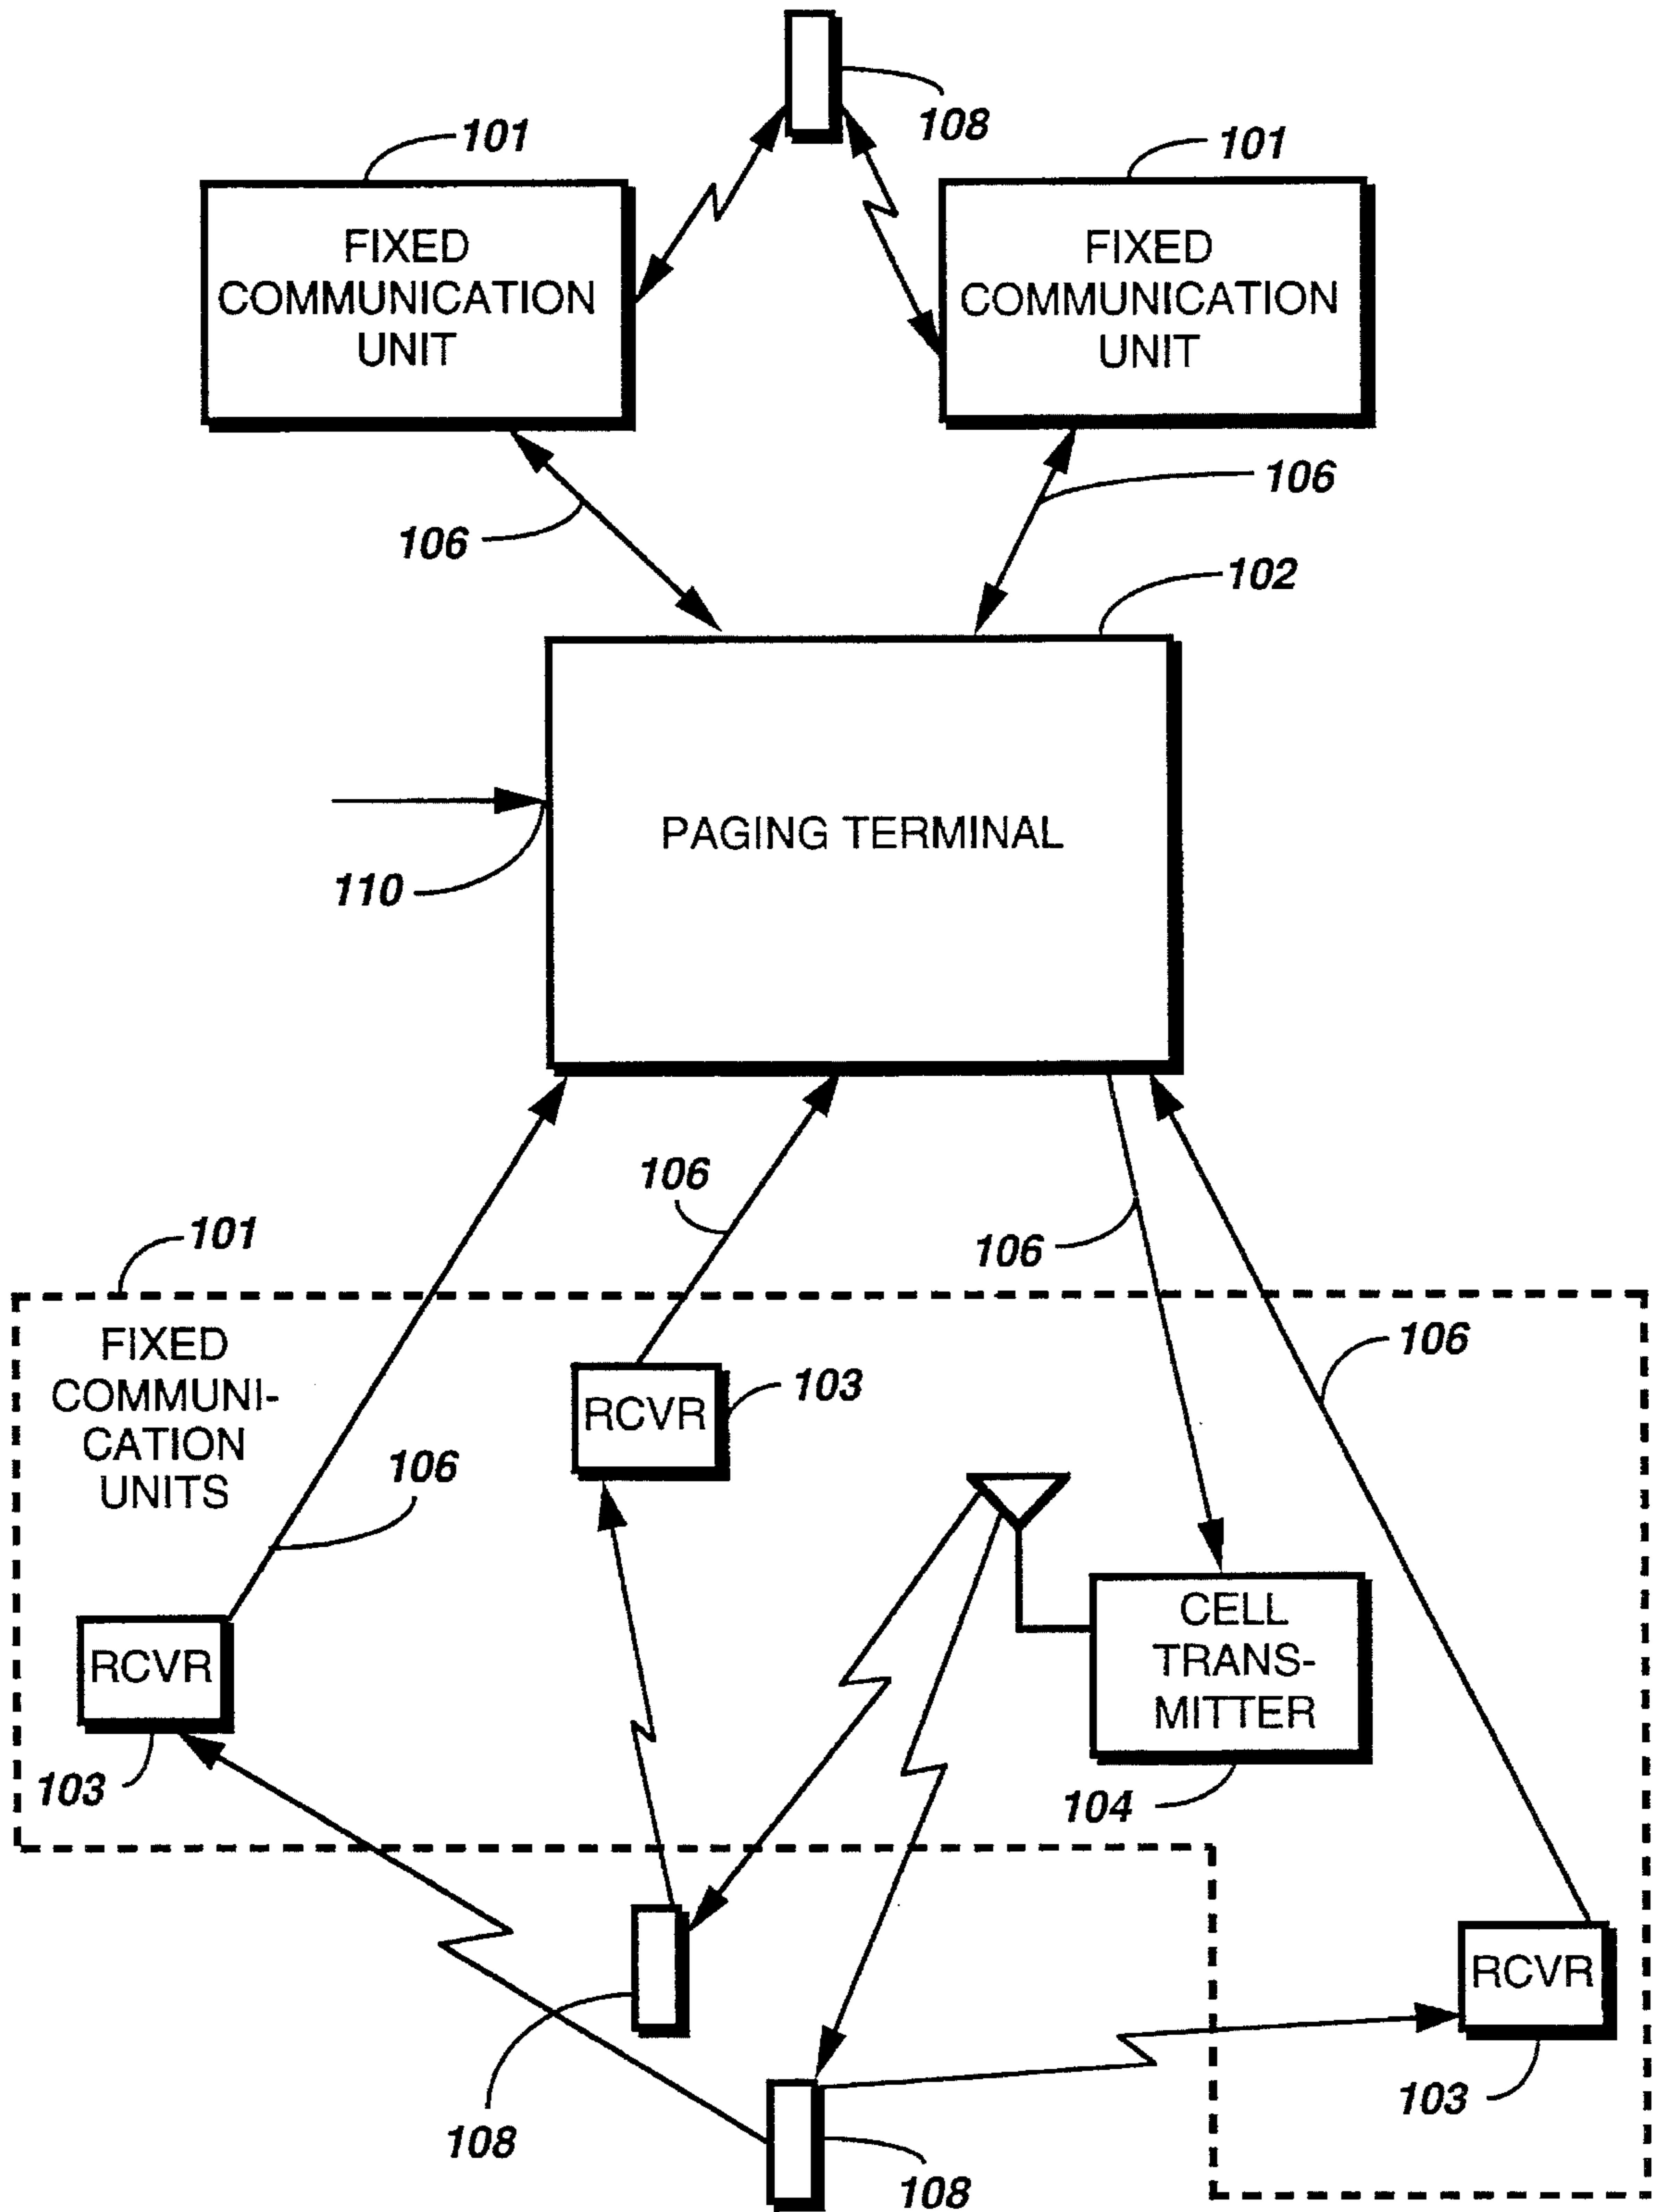 108
101
101
FIXED
COMMUNICATION
UNIT
FIXED
COMMUNICATION
UNIT
106
106
102
PAGING TERMINAL
110
106
106
101
106
FIXED
COMMUNI-
CATION
UNITS
RCVR
103
106
CELL
TRANS-
MITTER
RCVR
103
104
RCVR
103
108
108